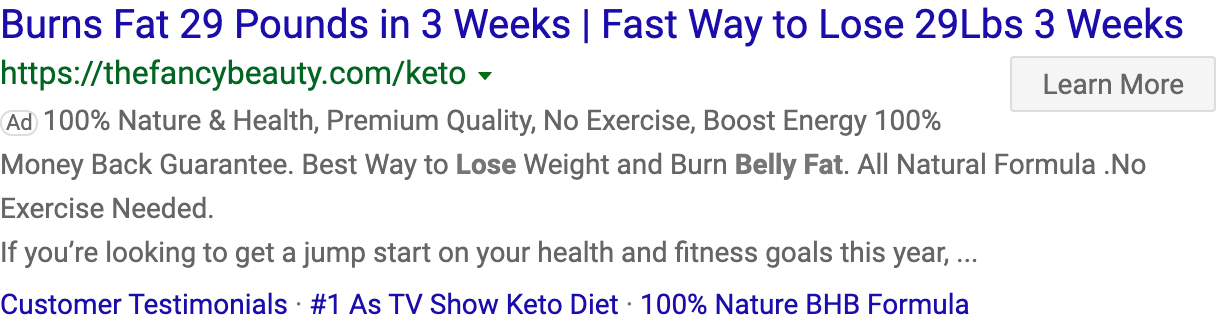 Burns Fat 29 Pounds in 3 Weeks | Fast Way to Lose 29Lbs 3 Weeks
https://thefancybeauty.com/keto
Learn More
Ad 100% Nature & Health, Premium Quality, No Exercise, Boost Energy 100%
Money Back Guarantee. Best Way to Lose Weight and Burn Belly Fat. All Natural Formula .No
Exercise Needed.
If you’re looking to get a jump start on your health and fitness goals this year, ...
Customer Testimonials · #1 As TV Show Keto Diet · 100% Nature BHB Formula